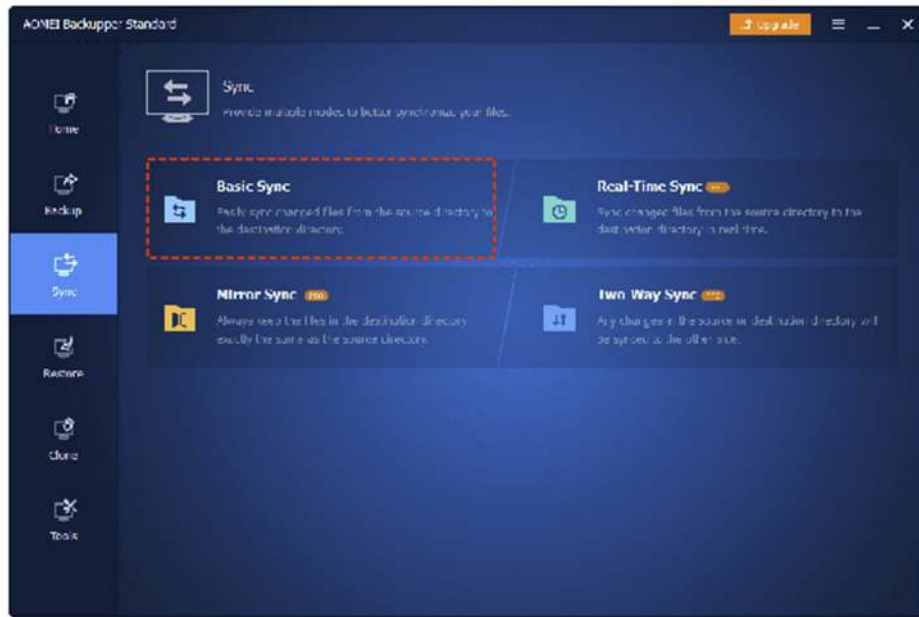 AOMEI Backupper Standard
Upgrade
Home
Backup
Sync
Restore
Clone
Tools
Sync
Provide multiple modes to better synchronize your files.
Basic Sync
Easily sync changed files from the source directory to
the destination directory.
Real-Time Sync
Sync changed files from the source directory to the
destination directory in real time.
Mirror Sync PRO
Always keep the files in the destination directory
exactly the same as the source directory.
Two-Way Sync PRO
Any changes in the source or destination directory will
be synced to the other side.